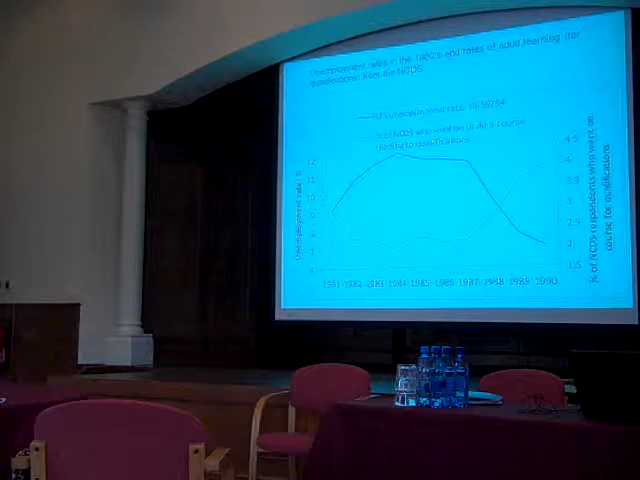 Unemployment rates in the 1980's and rates of adult learning (for
qualifications) from the NCDS.
Unemployment rate: 16-59/64
% of NCDS who went on to do a course
leading to qualifications
Unemployment rate: %
12
11
10
9
8
7
6
1981 1982 1983 1984 1985 1986 1987 1988 1989 1990
4.5
4
3.5
3
2.5
2
1.5
% of NCDS respondents who went on
course for qualifications